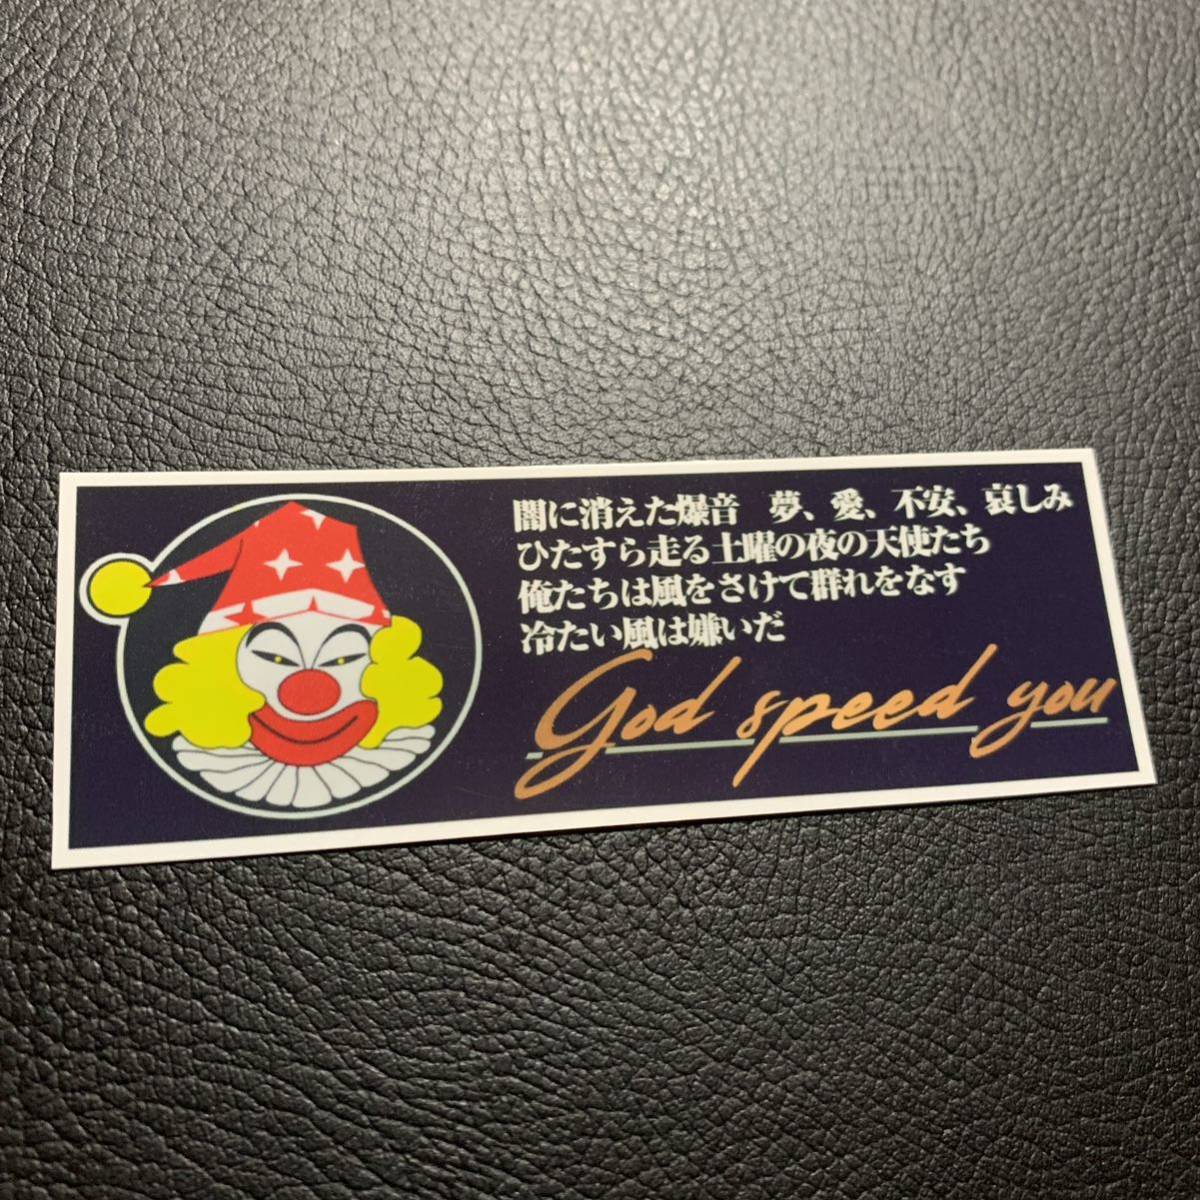 闇に消えた爆音　夢、愛、不安、哀しみ
ひたすら走る土曜の夜の天使たち
俺たちは風をさけて群れをなす
冷たい風は嫌いだ
God speed you